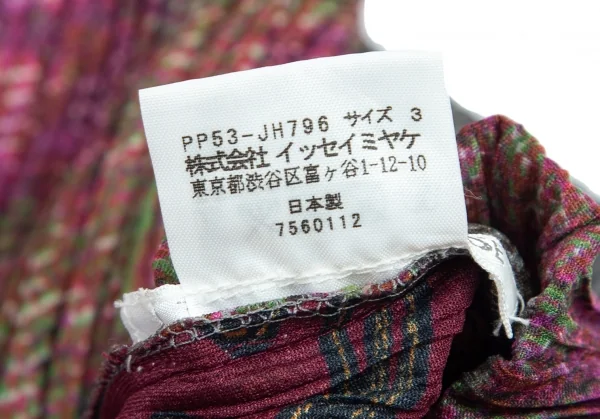 PP53-JH796 サイズ 3
株式会社 イッセイミヤケ
東京都渋谷区富ヶ谷1-12-10
日本製
7560112